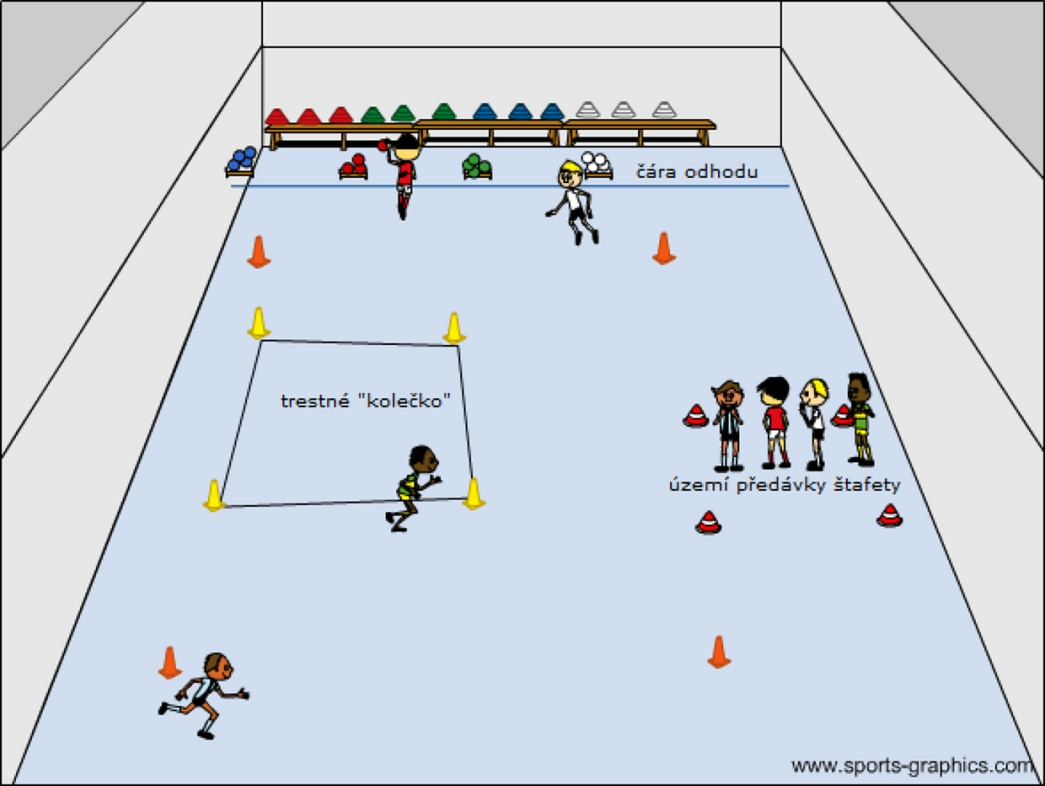 čára odhodu
trestné "kolečko"
území předávky štafety
www.sports-graphics.com